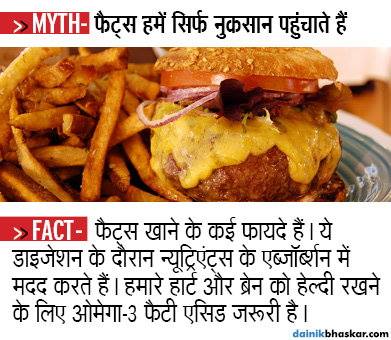 > MYTH- फैट्स हमें सिर्फ नुकसान पहुंचाते हैं
> FACT- फैट्स खाने के कई फायदे हैं। ये
डाइजेशन के दौरान न्यूट्रिएंट्स के एब्जॉर्ब्शन में
मदद करते हैं। हमारे हार्ट और ब्रेन को हेल्दी रखने
के लिए ओमेगा-3 फैटी एसिड जरूरी है।
dainikbhaskar.com